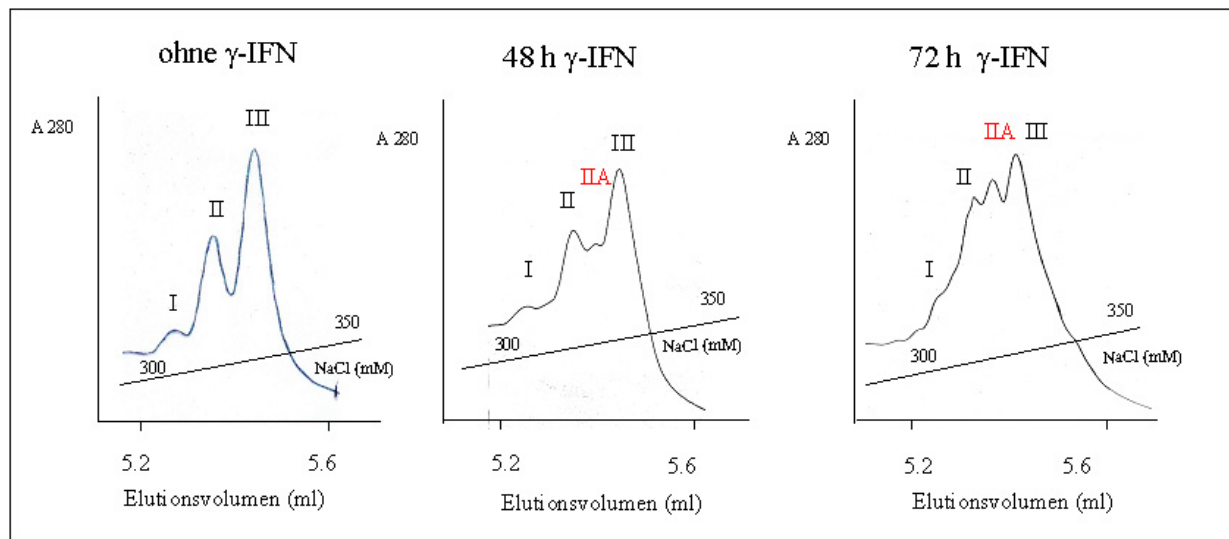 ohne γ-IFN
A 280
I
II
III
300
350
NaCl (mM)
5.2
5.6
Elutionsvolumen (ml)
48 h γ-IFN
A 280
I
II
IIA
III
300
350
NaCl (mM)
5.2
5.6
Elutionsvolumen (ml)
72 h γ-IFN
A 280
I
II
IIA
III
300
350
NaCl (mM)
5.2
5.6
Elutionsvolumen (ml)